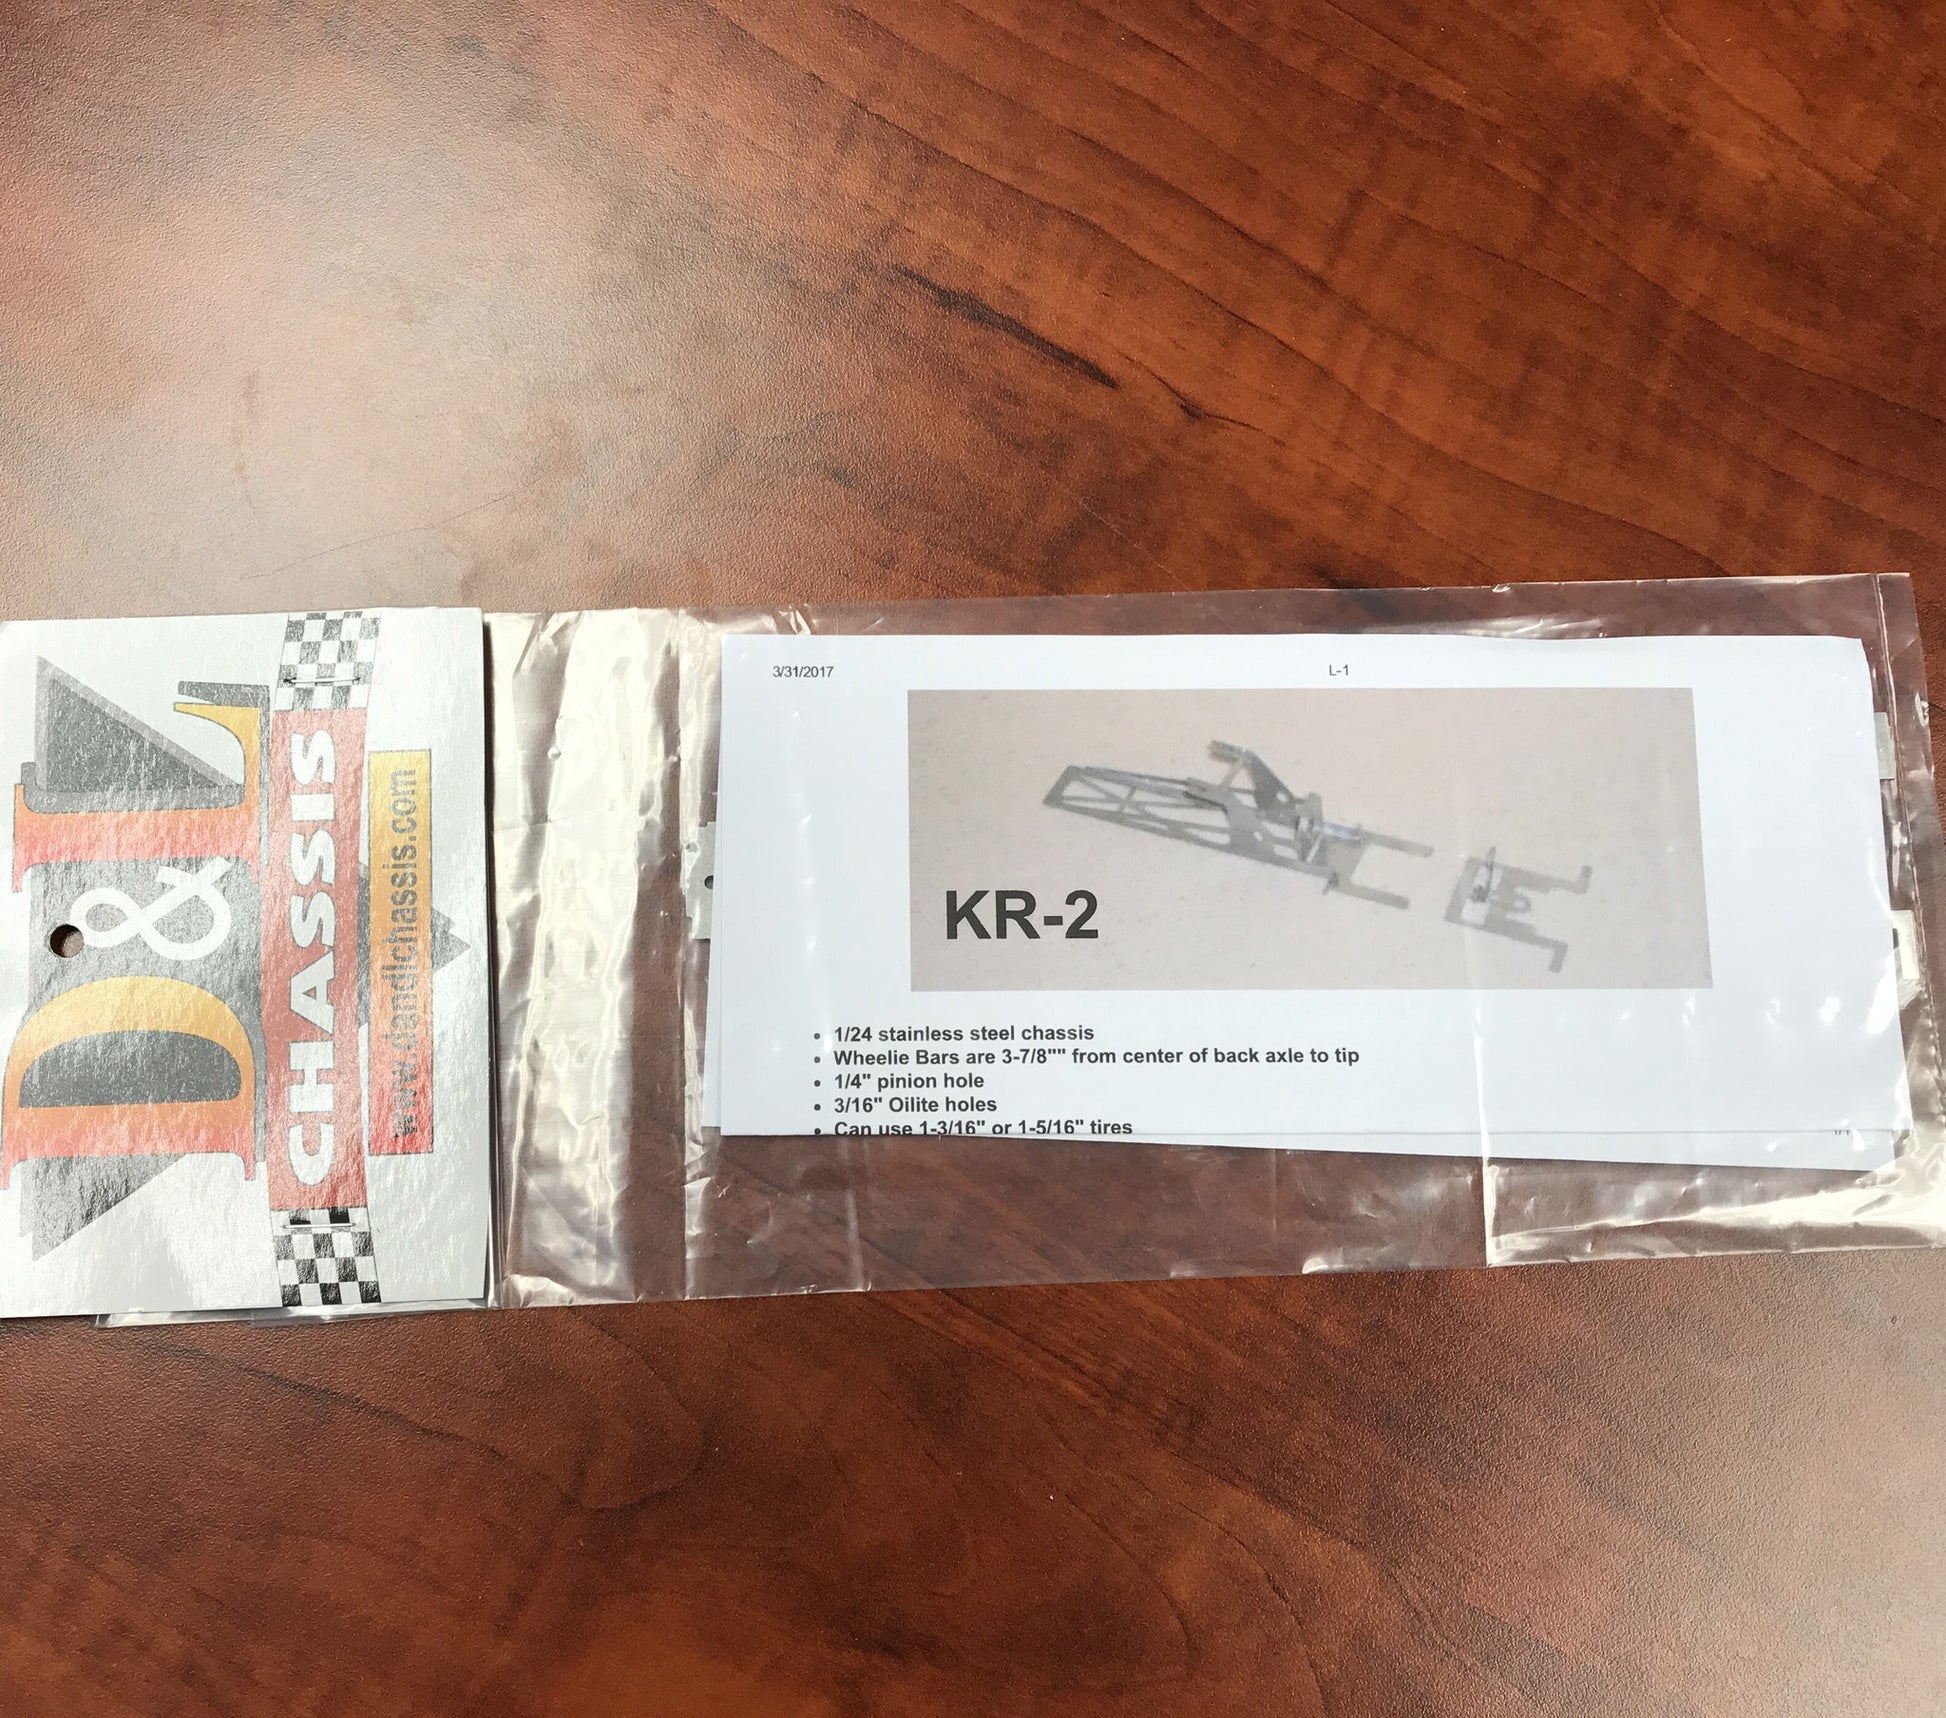 D&L
CHASSIS
www.dandlchassis.com
3/31/2017 L-1
KR-2
• 1/24 stainless steel chassis
• Wheelie Bars are 3-7/8"" from center of back axle to tip
• 1/4" pinion hole
• 3/16" Oilite holes
• Can use 1-3/16" or 1-5/16" tires